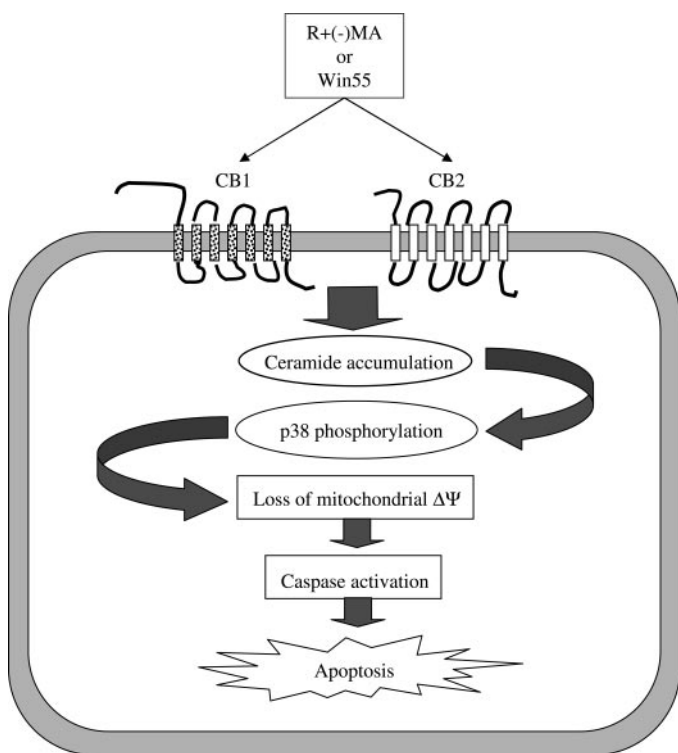 R+(-)MA
or
Win55
CB1
CB2
Ceramide accumulation
p38 phosphorylation
Loss of mitochondrial ΔΨ
Caspase activation
Apoptosis